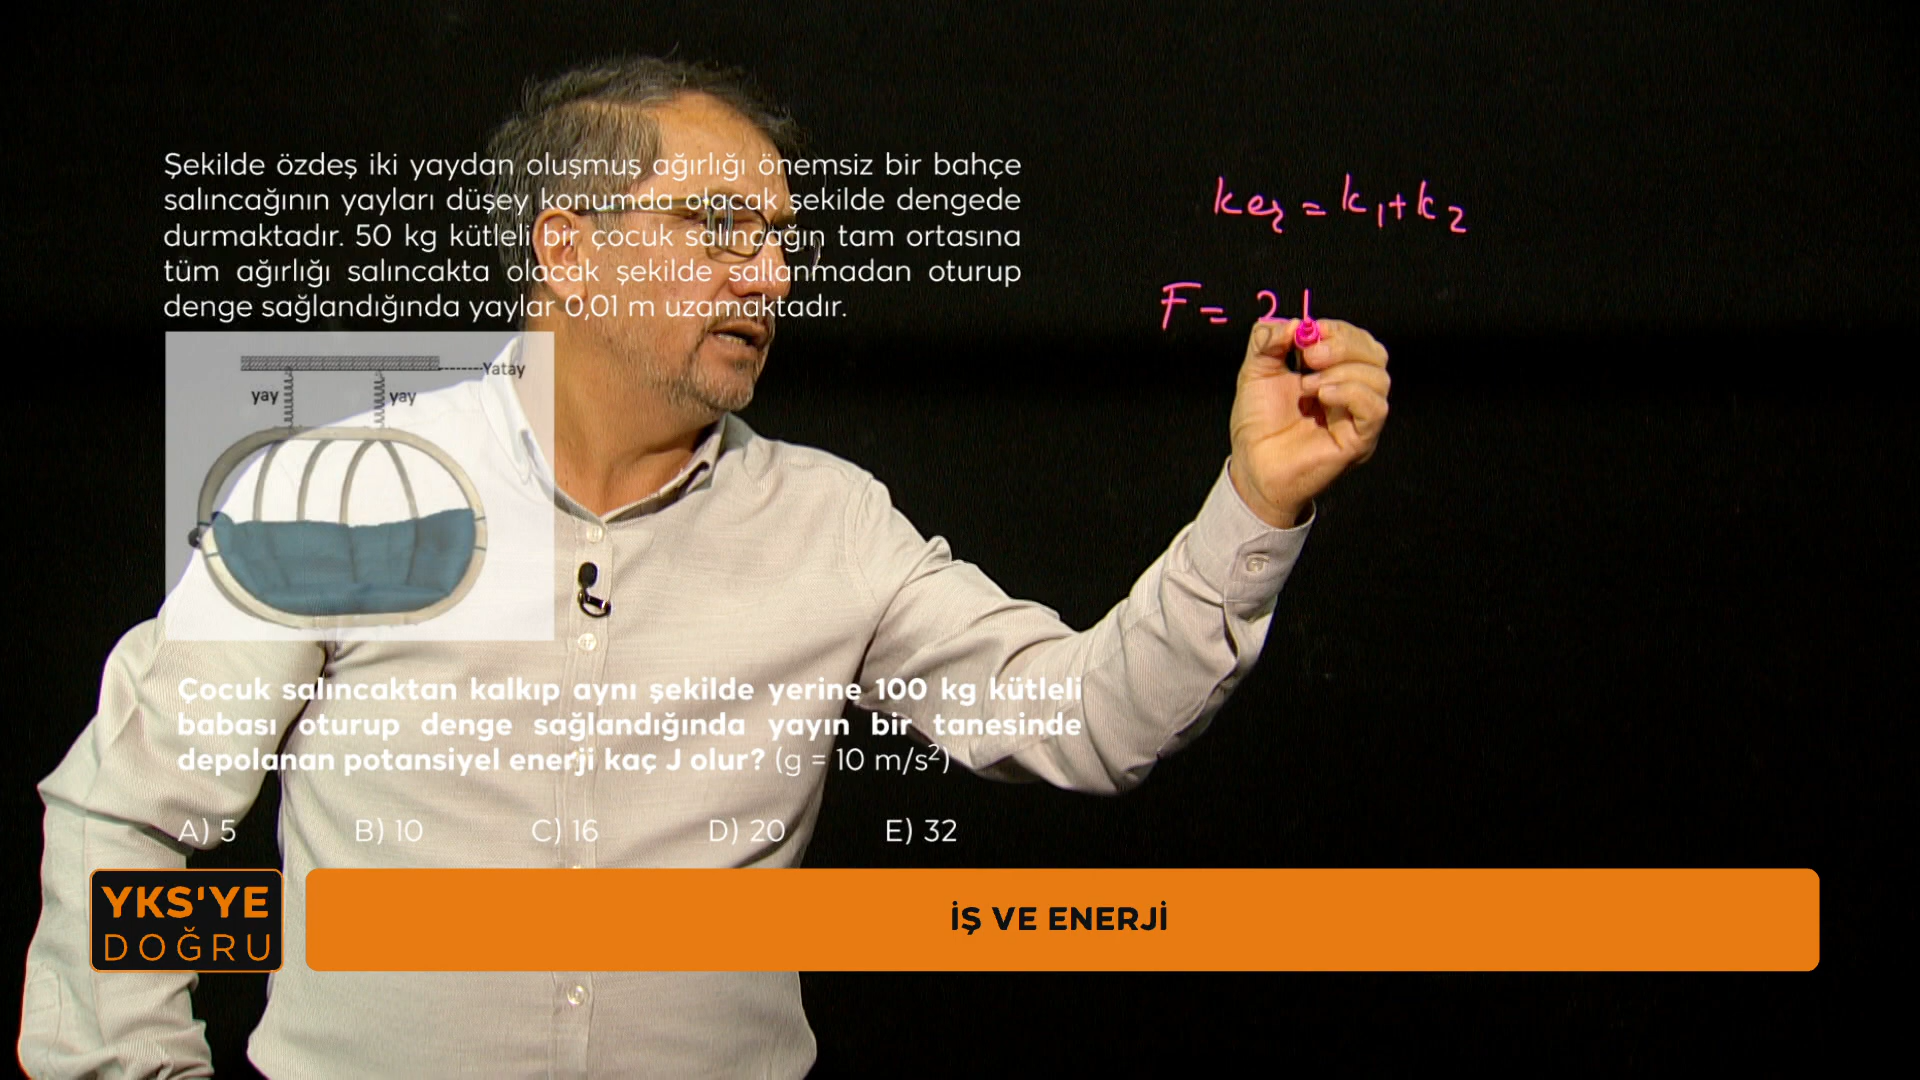 Şekilde özdeş iki yaydan oluşmuş ağırlığı önemsiz bir bahçe
salıncağının yayları düşey konumda olacak şekilde dengede
durmaktadır. 50 kg kütleli bir çocuk salıncağın tam ortasına
tüm ağırlığı salıncakta olacak şekilde sallanmadan oturup
denge sağlandığında yaylar 0,01 m uzamaktadır.
Yatay
yay yay
Çocuk salıncaktan kalkıp aynı şekilde yerine 100 kg kütleli
babası oturup denge sağlandığında yayın bir tanesinde
depolanan potansiyel enerji kaç J olur? (g = 10 m/s²)
A) 5 B) 10 C) 16 D) 20 E) 32
keş = k₁+k₂
F = 2
YKS'YE
DOĞRU
İŞ VE ENERJİ